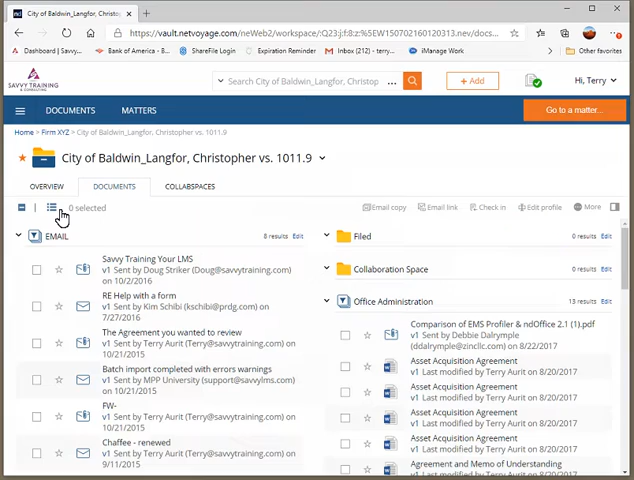 City of Baldwin_Langfor, Christop
https://vault.netvoyage.com/neWeb2/workspace/:Q23:j:f:8:z:%5EW150702160120313.nev/docs...
Dashboard | Savvy...
Bank of America - B...
ShareFile Login
Expiration Reminder
Inbox (212) - terry...
iManage Work
Other favorites
SAVVY TRAINING
& CONSULTING
Search City of Baldwin_Langfor, Christop ...
+ Add
Hi, Terry
DOCUMENTS
MATTERS
Go to a matter...
Home > Firm XYZ > City of Baldwin_Langfor, Christopher vs. 1011.9
City of Baldwin_Langfor, Christopher vs. 1011.9
OVERVIEW
DOCUMENTS
COLLABSPACES
0 selected
Email copy
Email link
Check in
Edit profile
More
EMAIL
8 results Edit
Savvy Training Your LMS
v1 Sent by Doug Striker (Doug@savvytraining.com)
on 10/2/2016
RE Help with a form
v1 Sent by Kim Schibi (kschibi@prdg.com) on
7/27/2016
The Agreement you wanted to review
v1 Sent by Terry Aurit (Terry@savvytraining.com) on
10/21/2015
Batch import completed with errors warnings
v1 Sent by MPP University (support@savvylms.com)
on 10/21/2015
FW-
v1 Sent by Terry Aurit (Terry@savvytraining.com) on
10/21/2015
Chaffee - renewed
v1 Sent by Terry Aurit (Terry@savvytraining.com) on
9/11/2015
Filed
0 results Edit
Collaboration Space
0 results Edit
Office Administration
13 results Edit
Comparison of EMS Profiler & ndOffice 2.1 (1).pdf
v1 Sent by Debbie Dalrymple
(ddalrymple@zincllc.com) on 8/22/2017
Asset Acquisition Agreement
v1 Last modified by Terry Aurit on 8/20/2017
Asset Acquisition Agreement
v1 Last modified by Terry Aurit on 8/20/2017
Asset Acquisition Agreement
v1 Last modified by Terry Aurit on 8/20/2017
Asset Acquisition Agreement
v1 Last modified by Terry Aurit on 8/20/2017
Agreement and Memo of Understanding
v1 Last modified by Terry Aurit on 8/20/2017